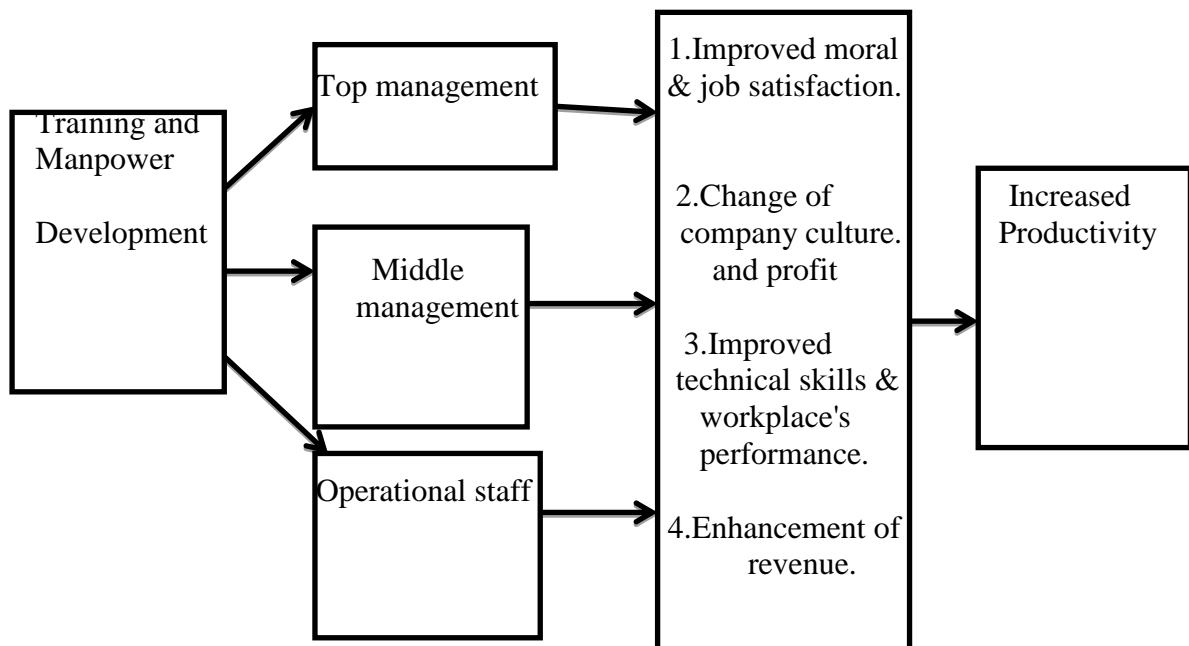 Training and
Manpower
Development
Top management
Middle
management
Operational staff
1.Improved moral
& job satisfaction.
2.Change of
company culture.
and profit
3.Improved
technical skills &
workplace's
performance.
4.Enhancement of
revenue.
Increased
Productivity